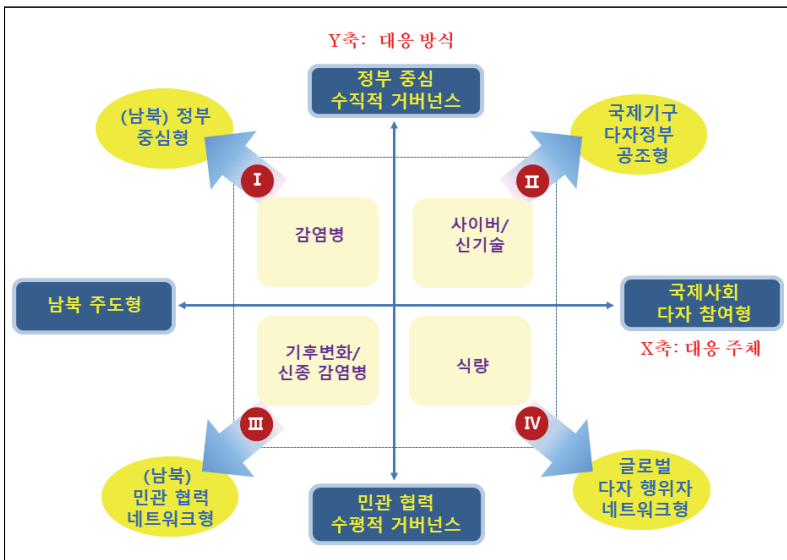 Y축: 대응 방식
정부 중심
수직적 거버넌스
(남북) 정부
중심형
국제기구
다자정부
공조형
I
II
감염병
사이버/
신기술
남북 주도형
국제사회
다자 참여형
X축: 대응 주체
기후변화/
신종 감염병
식량
III
IV
(남북)
민관 협력
네트워크형
민관 협력
수평적 거버넌스
글로벌
다자 행위자
네트워크형